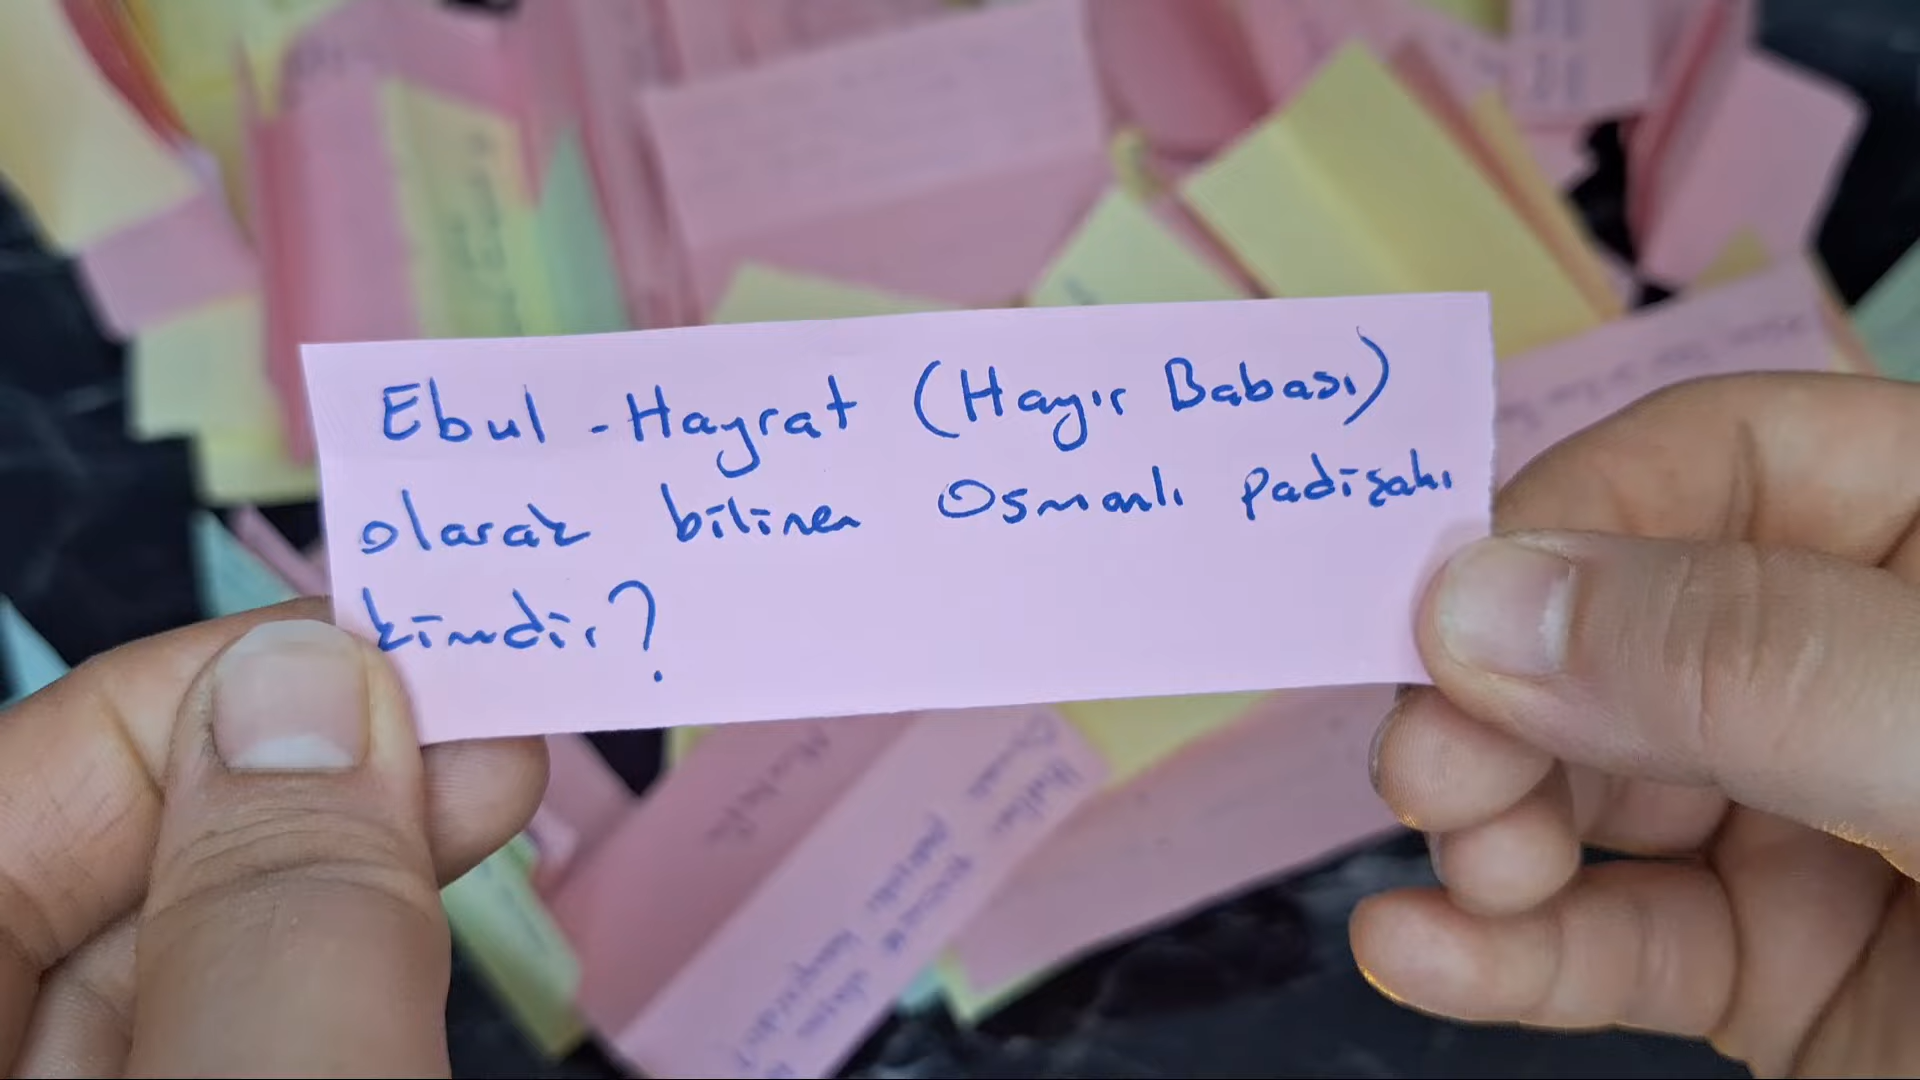 Ebul -Hayrat (Hayır Babası)
olarak bilinen Osmanlı padişahı
kimdir?